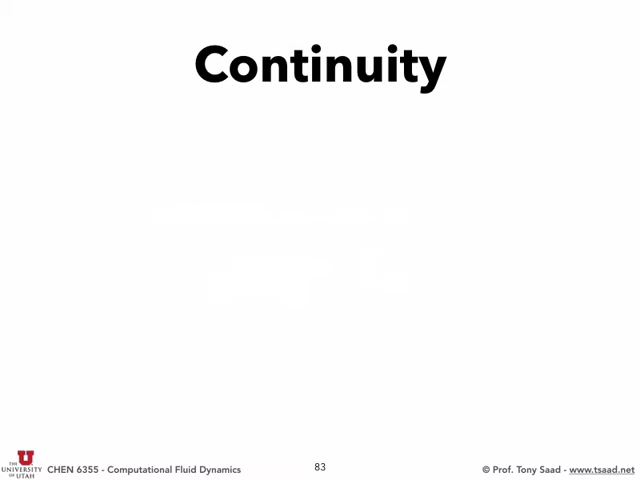 Continuity
THE
UNIVERSITY
OF UTAH
CHEN 6355 - Computational Fluid Dynamics
83
© Prof. Tony Saad - www.tsaad.net